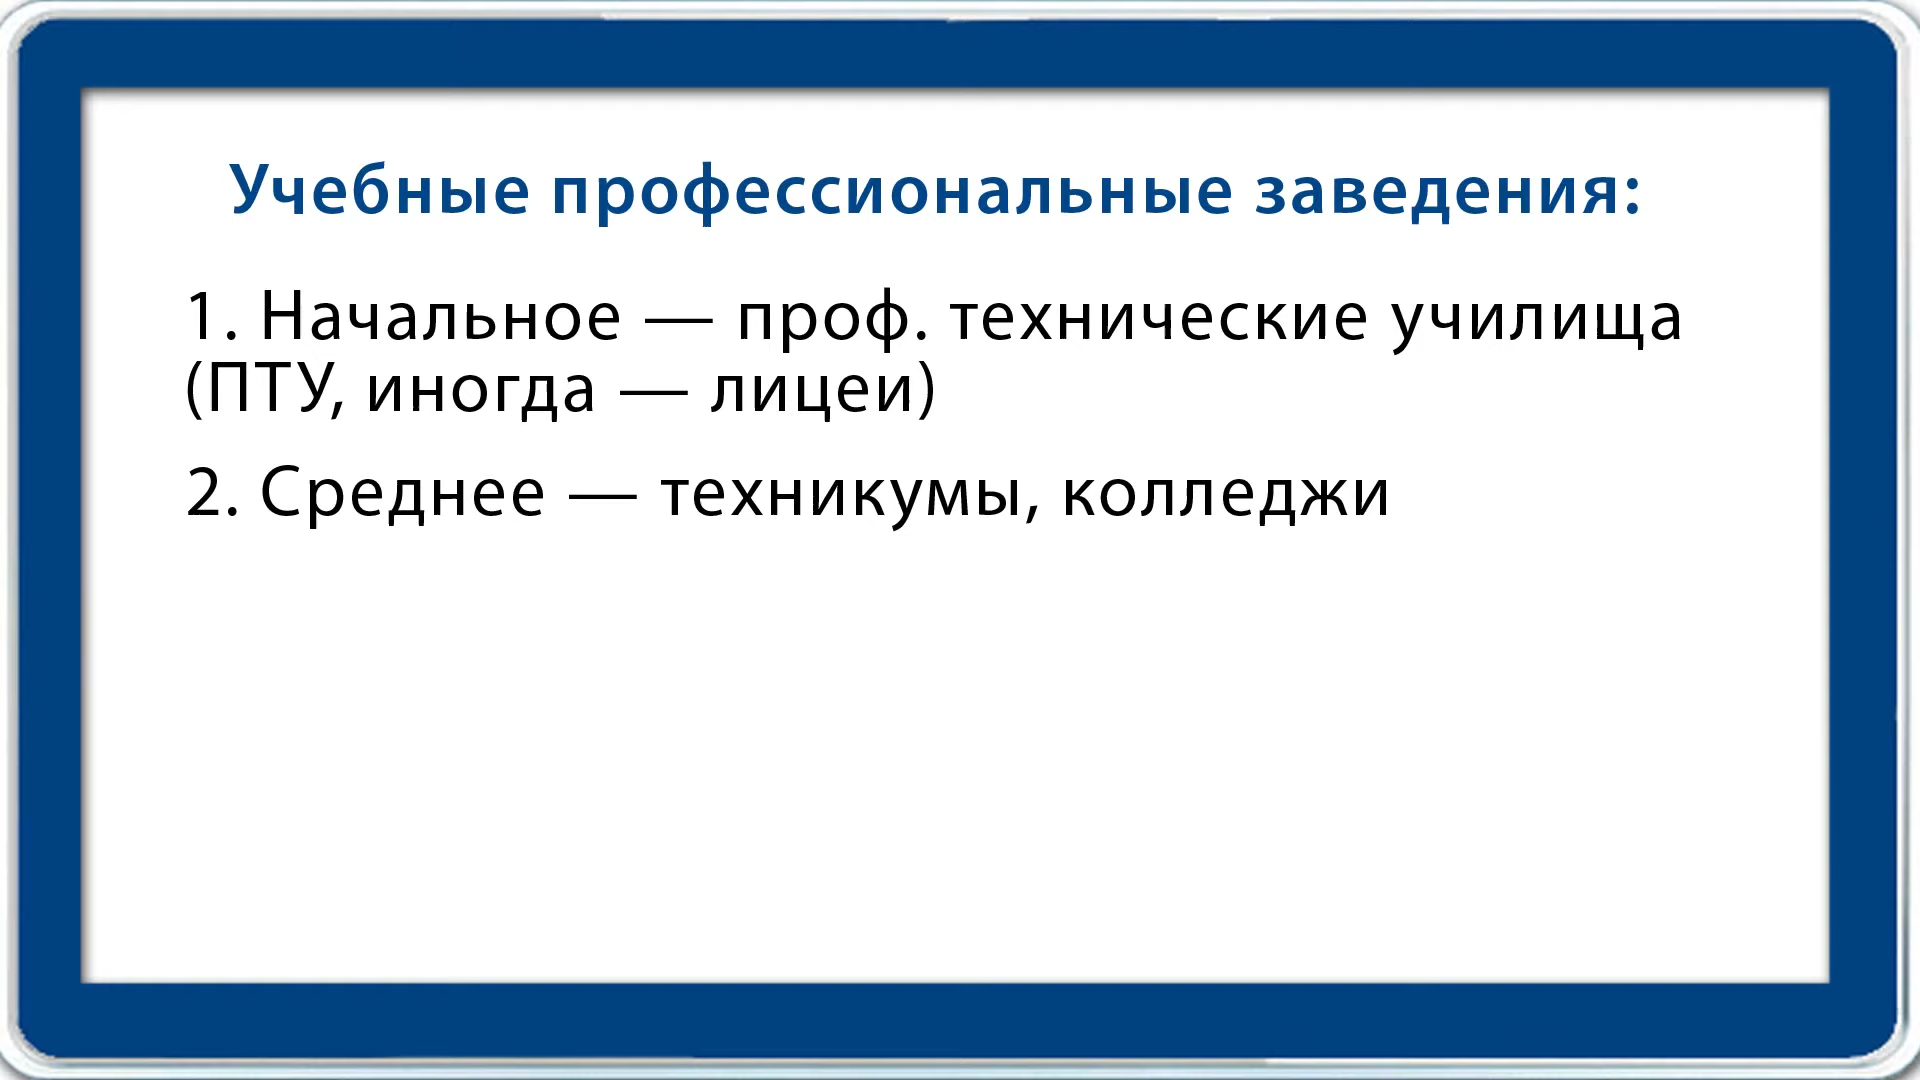 Учебные профессиональные заведения:
1. Начальное — проф. технические училища
(ПТУ, иногда — лицеи)
2. Среднее — техникумы, колледжи